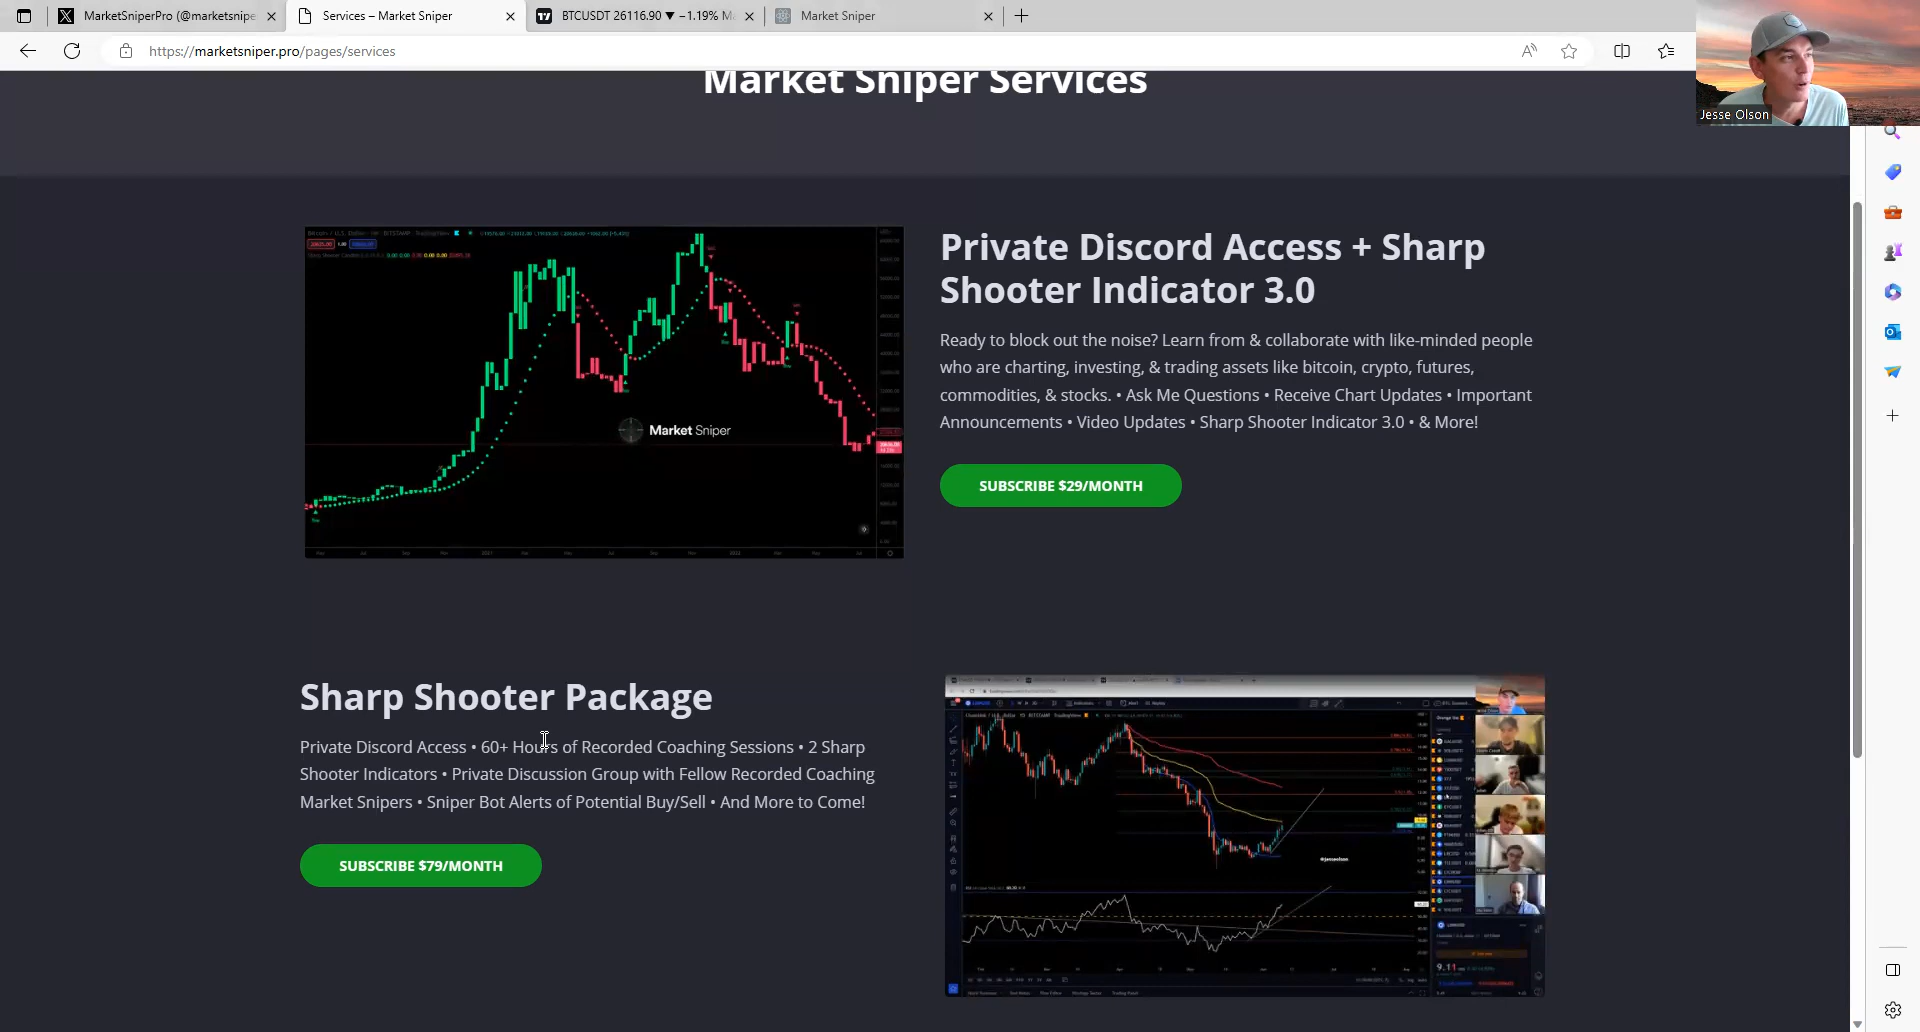 MarketSniperPro (@marketsnipe
Services – Market Sniper
BTCUSDT 26116.90 ▼ −1.19%
Market Sniper
https://marketsniper.pro/pages/services
Jesse Olson
Market Sniper Services
Private Discord Access + Sharp
Shooter Indicator 3.0
Ready to block out the noise? Learn from & collaborate with like-minded people
who are charting, investing, & trading assets like bitcoin, crypto, futures,
commodities, & stocks. • Ask Me Questions • Receive Chart Updates • Important
Announcements • Video Updates • Sharp Shooter Indicator 3.0 • & More!
SUBSCRIBE $29/MONTH
Market Sniper
Sharp Shooter Package
Private Discord Access • 60+ Hours of Recorded Coaching Sessions • 2 Sharp
Shooter Indicators • Private Discussion Group with Fellow Recorded Coaching
Market Snipers • Sniper Bot Alerts of Potential Buy/Sell • And More to Come!
SUBSCRIBE $79/MONTH
@jesseolson